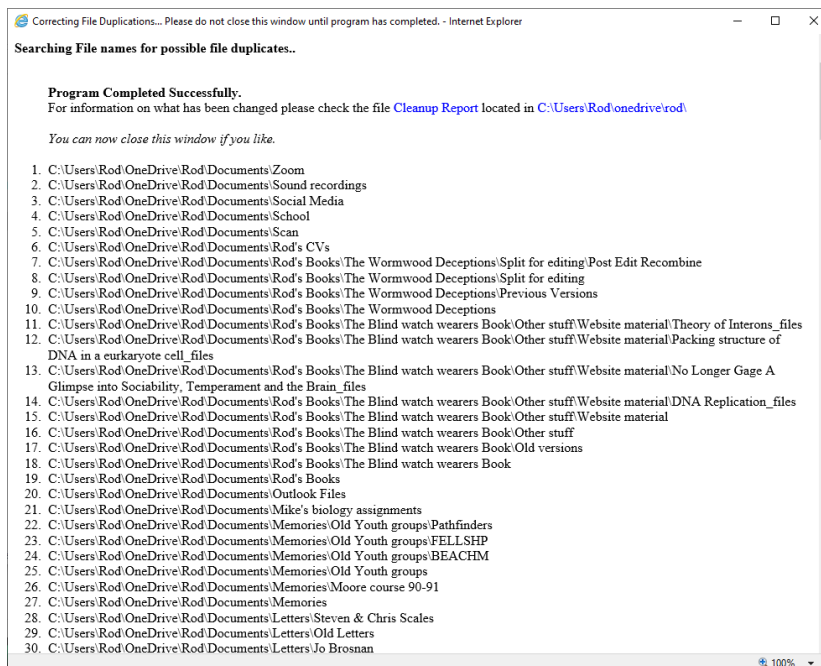 Correcting File Duplications... Please do not close this window until program has completed. - Internet Explorer
Searching File names for possible file duplicates..
Program Completed Successfully.
For information on what has been changed please check the file Cleanup Report located in C:\Users\Rod\onedrive\rod\
You can now close this window if you like.
1. C:\Users\Rod\OneDrive\Rod\Documents\Zoom
2. C:\Users\Rod\OneDrive\Rod\Documents\Sound recordings
3. C:\Users\Rod\OneDrive\Rod\Documents\Social Media
4. C:\Users\Rod\OneDrive\Rod\Documents\School
5. C:\Users\Rod\OneDrive\Rod\Documents\Scan
6. C:\Users\Rod\OneDrive\Rod\Documents\Rod's CVs
7. C:\Users\Rod\OneDrive\Rod\Documents\Rod's Books\The Wormwood Deceptions\Split for editing\Post Edit Recombine
8. C:\Users\Rod\OneDrive\Rod\Documents\Rod's Books\The Wormwood Deceptions\Split for editing
9. C:\Users\Rod\OneDrive\Rod\Documents\Rod's Books\The Wormwood Deceptions\Previous Versions
10. C:\Users\Rod\OneDrive\Rod\Documents\Rod's Books\The Wormwood Deceptions
11. C:\Users\Rod\OneDrive\Rod\Documents\Rod's Books\The Blind watch wearers Book\Other stuff\Website material\Theory of Interons_files
12. C:\Users\Rod\OneDrive\Rod\Documents\Rod's Books\The Blind watch wearers Book\Other stuff\Website material\Packing structure of
DNA in a eurkaryote cell_files
13. C:\Users\Rod\OneDrive\Rod\Documents\Rod's Books\The Blind watch wearers Book\Other stuff\Website material\No Longer Gage A
Glimpse into Sociability, Temperament and the Brain_files
14. C:\Users\Rod\OneDrive\Rod\Documents\Rod's Books\The Blind watch wearers Book\Other stuff\Website material\DNA Replication_files
15. C:\Users\Rod\OneDrive\Rod\Documents\Rod's Books\The Blind watch wearers Book\Other stuff\Website material
16. C:\Users\Rod\OneDrive\Rod\Documents\Rod's Books\The Blind watch wearers Book\Other stuff
17. C:\Users\Rod\OneDrive\Rod\Documents\Rod's Books\The Blind watch wearers Book\Old versions
18. C:\Users\Rod\OneDrive\Rod\Documents\Rod's Books\The Blind watch wearers Book
19. C:\Users\Rod\OneDrive\Rod\Documents\Rod's Books
20. C:\Users\Rod\OneDrive\Rod\Documents\Outlook Files
21. C:\Users\Rod\OneDrive\Rod\Documents\Mike's biology assignments
22. C:\Users\Rod\OneDrive\Rod\Documents\Memories\Old Youth groups\Pathfinders
23. C:\Users\Rod\OneDrive\Rod\Documents\Memories\Old Youth groups\FELLSHP
24. C:\Users\Rod\OneDrive\Rod\Documents\Memories\Old Youth groups\BEACHM
25. C:\Users\Rod\OneDrive\Rod\Documents\Memories\Old Youth groups
26. C:\Users\Rod\OneDrive\Rod\Documents\Memories\Moore course 90-91
27. C:\Users\Rod\OneDrive\Rod\Documents\Memories
28. C:\Users\Rod\OneDrive\Rod\Documents\Letters\Steven & Chris Scales
29. C:\Users\Rod\OneDrive\Rod\Documents\Letters\Old Letters
30. C:\Users\Rod\OneDrive\Rod\Documents\Letters\Jo Brosnan
100%